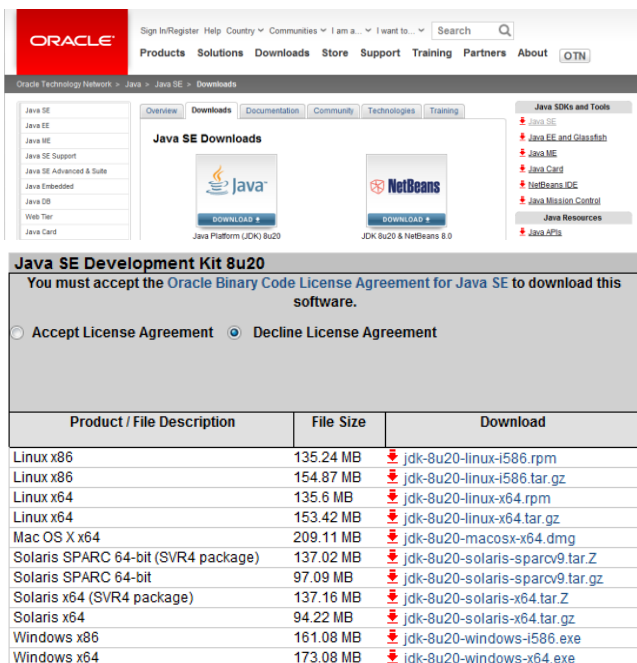 ORACLE
Sign In/Register Help Country Communities I am a... I want to... Search
Products Solutions Downloads Store Support Training Partners About OTN
Oracle Technology Network > Java > Java SE > Downloads
Java SE
Java EE
Java ME
Java SE Support
Java SE Advanced & Suite
Java Embedded
Java DB
Web Tier
Java Card
Overview Downloads Documentation Community Technologies Training
Java SE Downloads
Java
DOWNLOAD
Java Platform (JDK) 8u20
NetBeans
DOWNLOAD
JDK 8u20 & NetBeans 8.0
Java SDKs and Tools
Java SE
Java EE and Glassfish
Java ME
Java Card
NetBeans IDE
Java Mission Control
Java Resources
Java APIs
Java SE Development Kit 8u20
You must accept the Oracle Binary Code License Agreement for Java SE to download this
software.
Accept License Agreement Decline License Agreement
Product / File Description File Size Download
Linux x86 135.24 MB jdk-8u20-linux-i586.rpm
Linux x86 154.87 MB jdk-8u20-linux-i586.tar.gz
Linux x64 135.6 MB jdk-8u20-linux-x64.rpm
Linux x64 153.42 MB jdk-8u20-linux-x64.tar.gz
Mac OS X x64 209.11 MB jdk-8u20-macosx-x64.dmg
Solaris SPARC 64-bit (SVR4 package) 137.02 MB jdk-8u20-solaris-sparcv9.tar.Z
Solaris SPARC 64-bit 97.09 MB jdk-8u20-solaris-sparcv9.tar.gz
Solaris x64 (SVR4 package) 137.16 MB jdk-8u20-solaris-x64.tar.Z
Solaris x64 94.22 MB jdk-8u20-solaris-x64.tar.gz
Windows x86 161.08 MB jdk-8u20-windows-i586.exe
Windows x64 173.08 MB jdk-8u20-windows-x64.exe